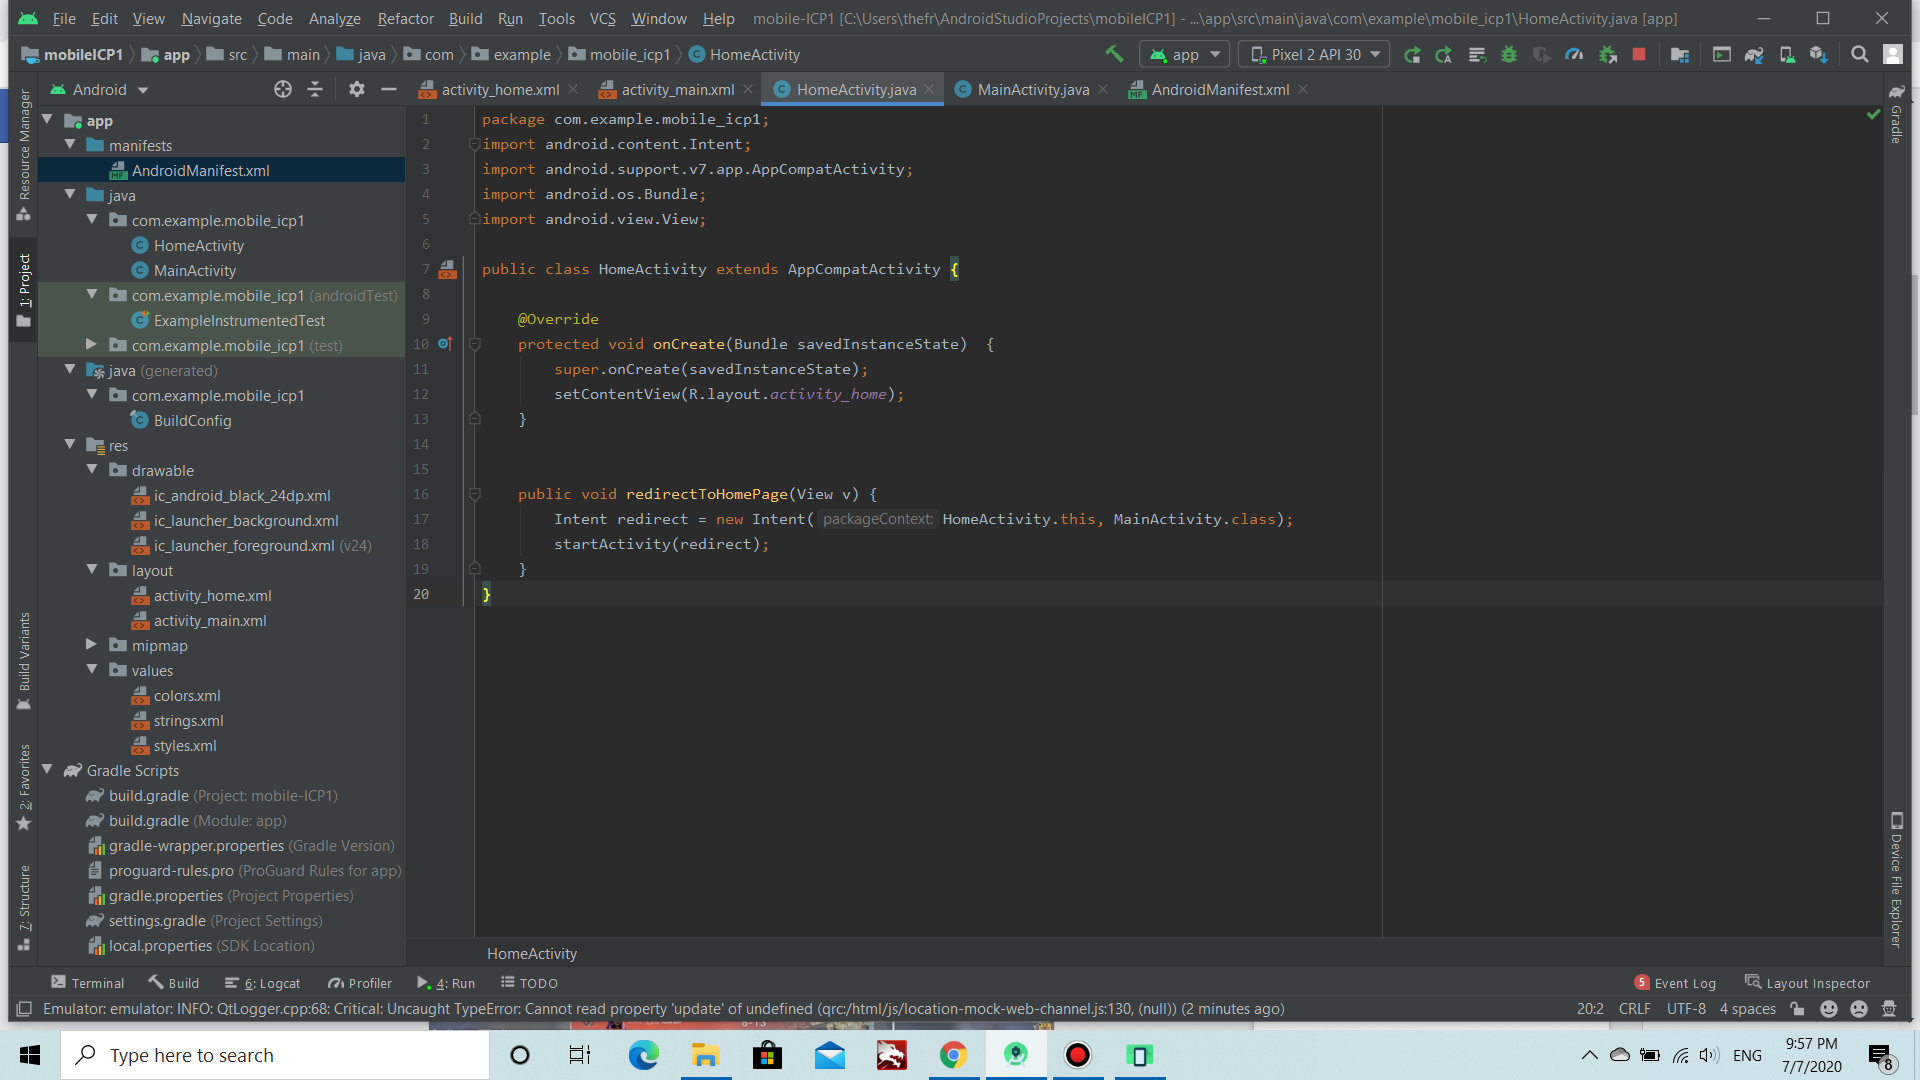 File Edit View Navigate Code Analyze Refactor Build Run Tools VCS Window Help mobile-ICP1 [C:\Users\thefr\AndroidStudioProjects\mobileICP1] - ...\app\src\main\java\com\example\mobile_icp1\HomeActivity.java [app]
mobileICP1 app src main java com example mobile_icp1 HomeActivity app Pixel 2 API 30
Android activity_home.xml activity_main.xml HomeActivity.java MainActivity.java AndroidManifest.xml
Resource Manager
1: Project
Build Variants
2: Favorites
7: Structure
app
manifests
AndroidManifest.xml
java
com.example.mobile_icp1
HomeActivity
MainActivity
com.example.mobile_icp1 (androidTest)
ExampleInstrumentedTest
com.example.mobile_icp1 (test)
java (generated)
com.example.mobile_icp1
BuildConfig
res
drawable
ic_android_black_24dp.xml
ic_launcher_background.xml
ic_launcher_foreground.xml (v24)
layout
activity_home.xml
activity_main.xml
mipmap
values
colors.xml
strings.xml
styles.xml
Gradle Scripts
build.gradle (Project: mobile-ICP1)
build.gradle (Module: app)
gradle-wrapper.properties (Gradle Version)
proguard-rules.pro (ProGuard Rules for app)
gradle.properties (Project Properties)
settings.gradle (Project Settings)
local.properties (SDK Location)
1 package com.example.mobile_icp1;
2 import android.content.Intent;
3 import android.support.v7.app.AppCompatActivity;
4 import android.os.Bundle;
5 import android.view.View;
6
7 public class HomeActivity extends AppCompatActivity {
8
9 @Override
10 protected void onCreate(Bundle savedInstanceState) {
11 super.onCreate(savedInstanceState);
12 setContentView(R.layout.activity_home);
13 }
14
15
16 public void redirectToHomePage(View v) {
17 Intent redirect = new Intent( packageContext: HomeActivity.this, MainActivity.class);
18 startActivity(redirect);
19 }
20 }
HomeActivity
Gradle
Device File Explorer
Terminal Build 6: Logcat Profiler 4: Run TODO 5 Event Log Layout Inspector
Emulator: emulator: INFO: QtLogger.cpp:68: Critical: Uncaught TypeError: Cannot read property 'update' of undefined (qrc:/html/js/location-mock-web-channel.js:130, (null)) (2 minutes ago) 20:2 CRLF UTF-8 4 spaces
8-13
Type here to search
ENG
9:57 PM
7/7/2020
8